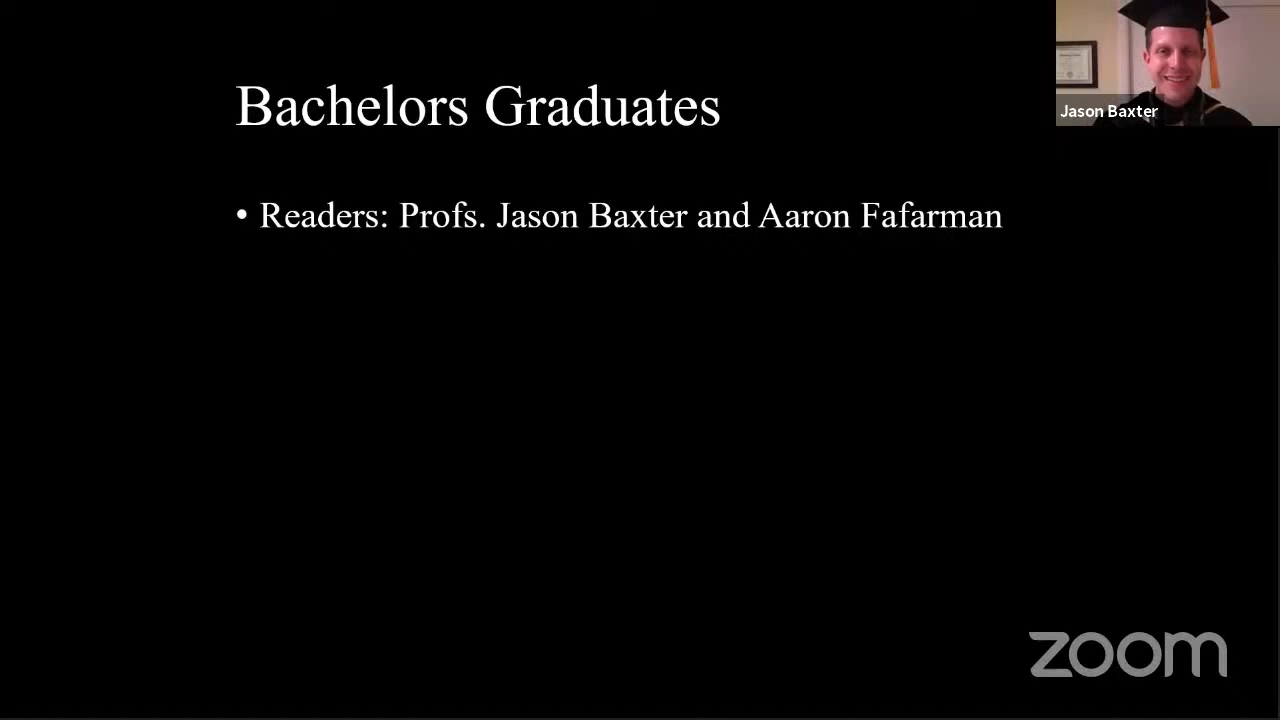 Bachelors Graduates
Jason Baxter
• Readers: Profs. Jason Baxter and Aaron Fafarman
zoom